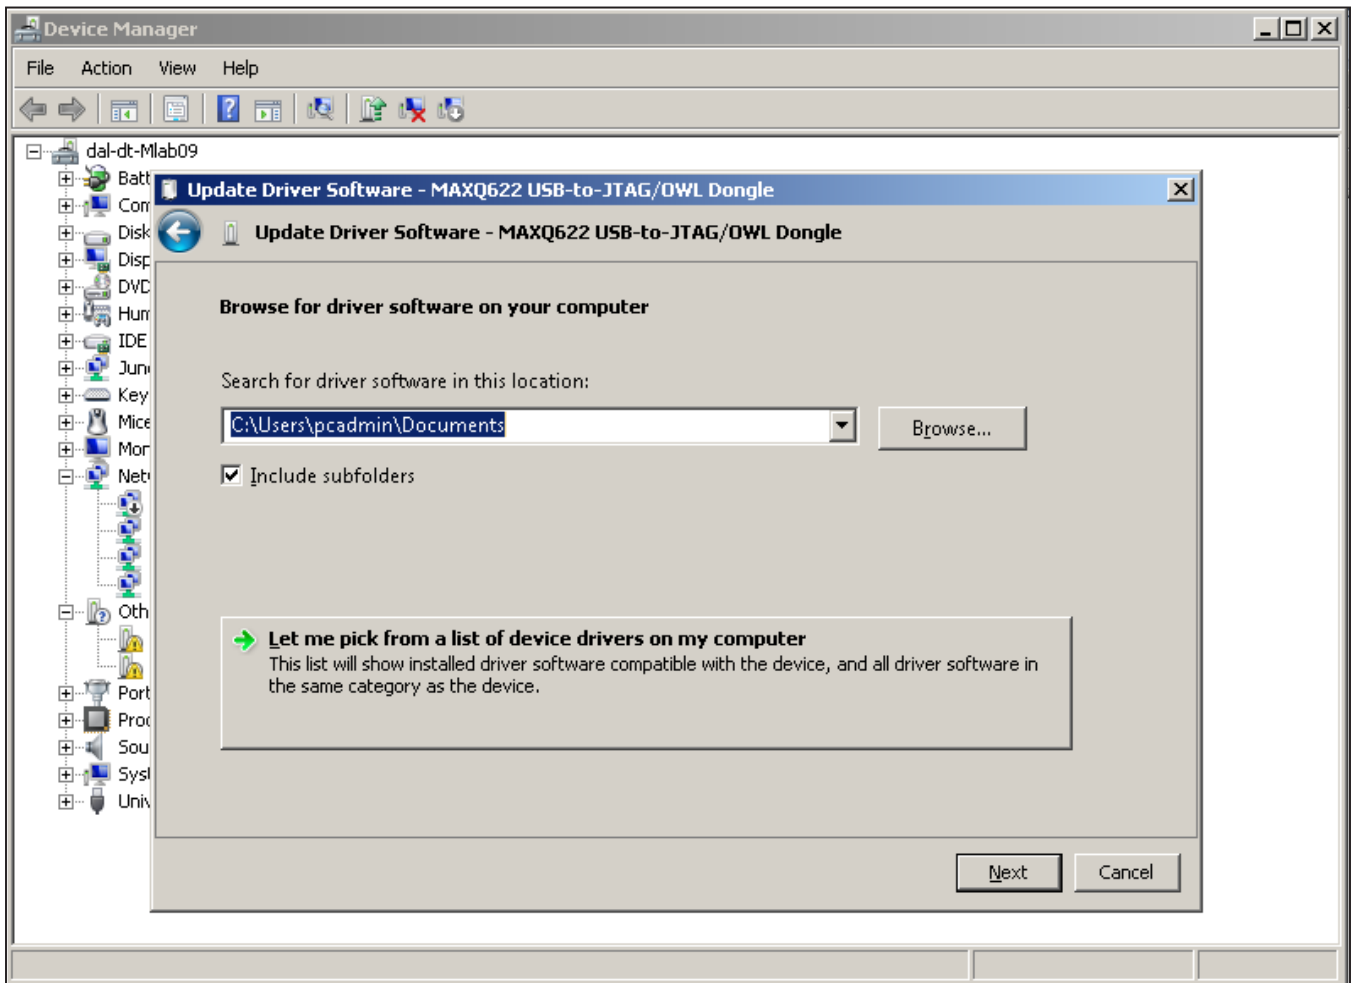 Device Manager
File Action View Help
dal-dt-Mlab09
Batt
Com
Disk
Disp
DVD
Hum
IDE
June
Key
Mice
Mon
Netw
Oth
Port
Proc
Sou
Syst
Univ
Update Driver Software - MAXQ622 USB-to-JTAG/OWL Dongle
Update Driver Software - MAXQ622 USB-to-JTAG/OWL Dongle
Browse for driver software on your computer
Search for driver software in this location:
C:\Users\pcadmin\Documents
Browse...
Include subfolders
Let me pick from a list of device drivers on my computer
This list will show installed driver software compatible with the device, and all driver software in
the same category as the device.
Next Cancel